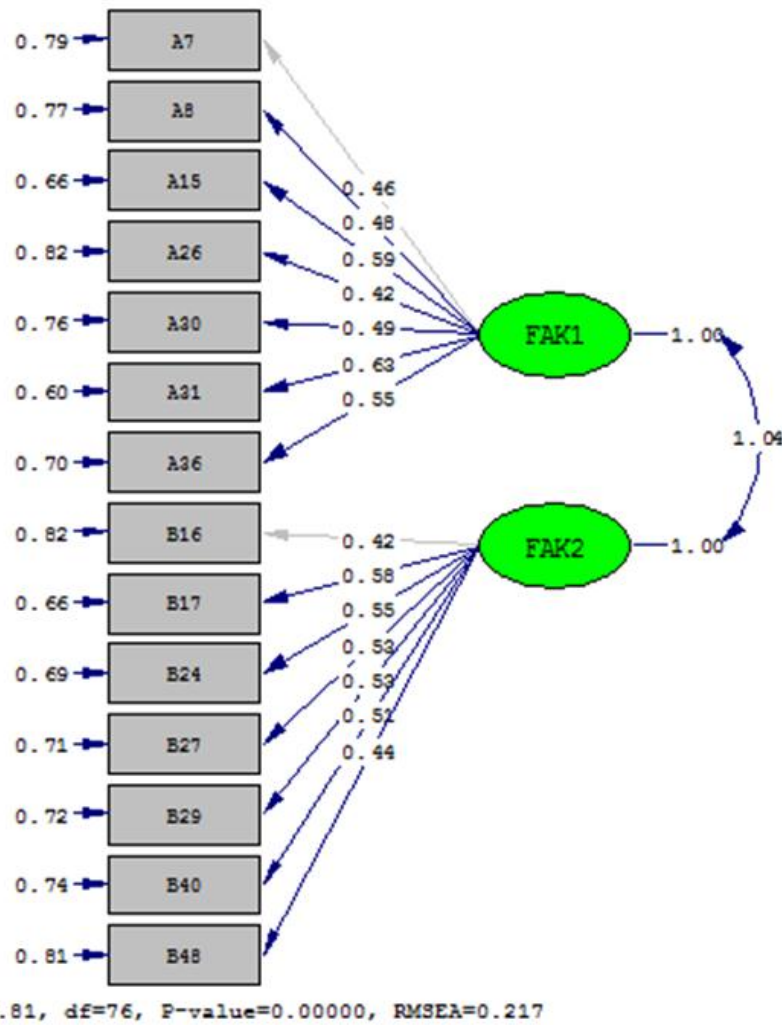 0.79 A7
0.77 A8
0.66 A15
0.82 A26
0.76 A30
0.60 A31
0.70 A36
0.82 B16
0.66 B17
0.69 B24
0.71 B27
0.72 B29
0.74 B40
0.81 B48
0.46
0.48
0.59
0.42
0.49
0.63
0.55
FAK1 1.00
1.04
FAK2 1.00
0.42
0.58
0.55
0.53
0.53
0.51
0.44
.81, df=76, P-value=0.00000, RMSEA=0.217